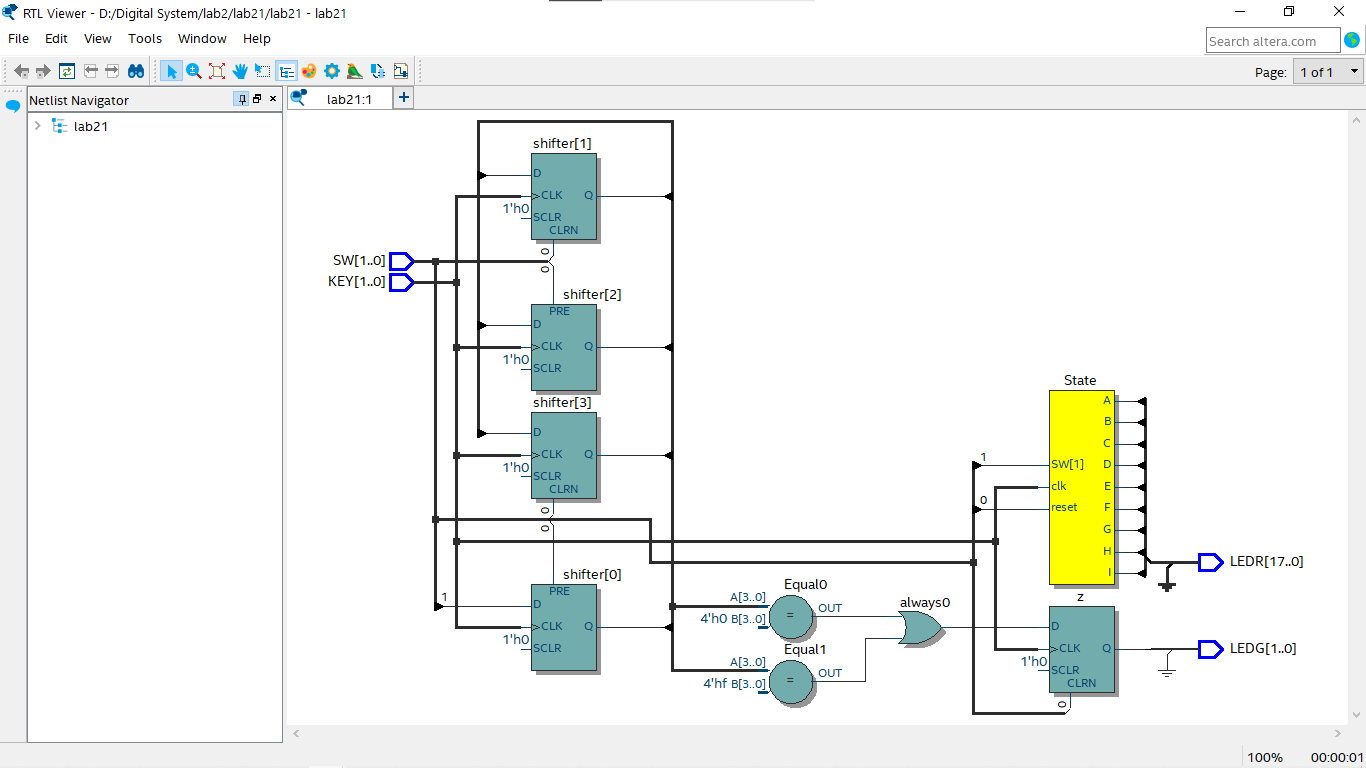 RTL Viewer - D:/Digital System/lab2/lab21/lab21 - lab21
File Edit View Tools Window Help
Search altera.com
Page: 1 of 1
Netlist Navigator
lab21:1
lab21
shifter[1]
D
CLK Q
1'h0
SCLR
CLRN
0
SW[1..0]
0
KEY[1..0]
shifter[2]
PRE
D
CLK Q
1'h0
SCLR
shifter[3]
D
CLK Q
1'h0
SCLR
CLRN
0
0
shifter[0]
PRE
1
D
CLK Q
1'h0
SCLR
Equal0
A[3..0]
4'h0 B[3..0]
=
OUT
Equal1
A[3..0]
4'hf B[3..0]
=
OUT
always0
State
A
B
C
1
SW[1] D
clk E
0
reset F
G
H
I
LEDR[17..0]
z
D
CLK Q
1'h0
SCLR
CLRN
0
LEDG[1..0]
100% 00:00:01